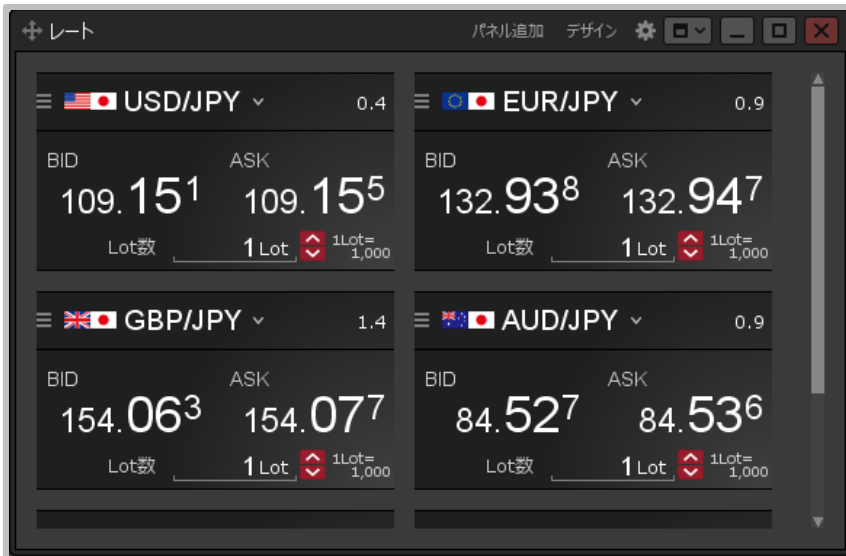 レート パネル追加 デザイン
USD/JPY 0.4
BID ASK
109.151 109.155
Lot数 1 Lot 1Lot=1,000
EUR/JPY 0.9
BID ASK
132.938 132.947
Lot数 1 Lot 1Lot=1,000
GBP/JPY 1.4
BID ASK
154.063 154.077
Lot数 1 Lot 1Lot=1,000
AUD/JPY 0.9
BID ASK
84.527 84.536
Lot数 1 Lot 1Lot=1,000